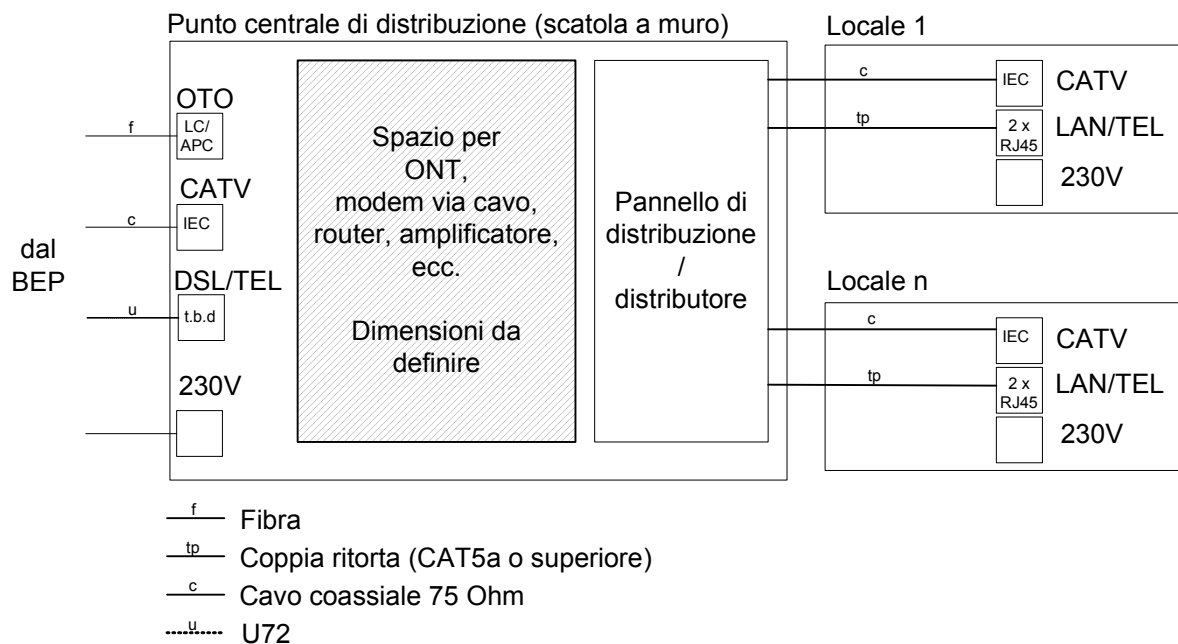 Punto centrale di distribuzione (scatola a muro)
dal
BEP
f
OTO
LC/
APC
c
CATV
IEC
u
DSL/TEL
t.b.d
230V
Spazio per
ONT,
modem via cavo,
router, amplificatore,
ecc.
Dimensioni da
definire
Pannello di
distribuzione
/
distributore
Locale 1
c
IEC
CATV
tp
2 x
RJ45
LAN/TEL
230V
Locale n
c
IEC
CATV
tp
2 x
RJ45
LAN/TEL
230V
f
Fibra
tp
Coppia ritorta (CAT5a o superiore)
c
Cavo coassiale 75 Ohm
u
U72